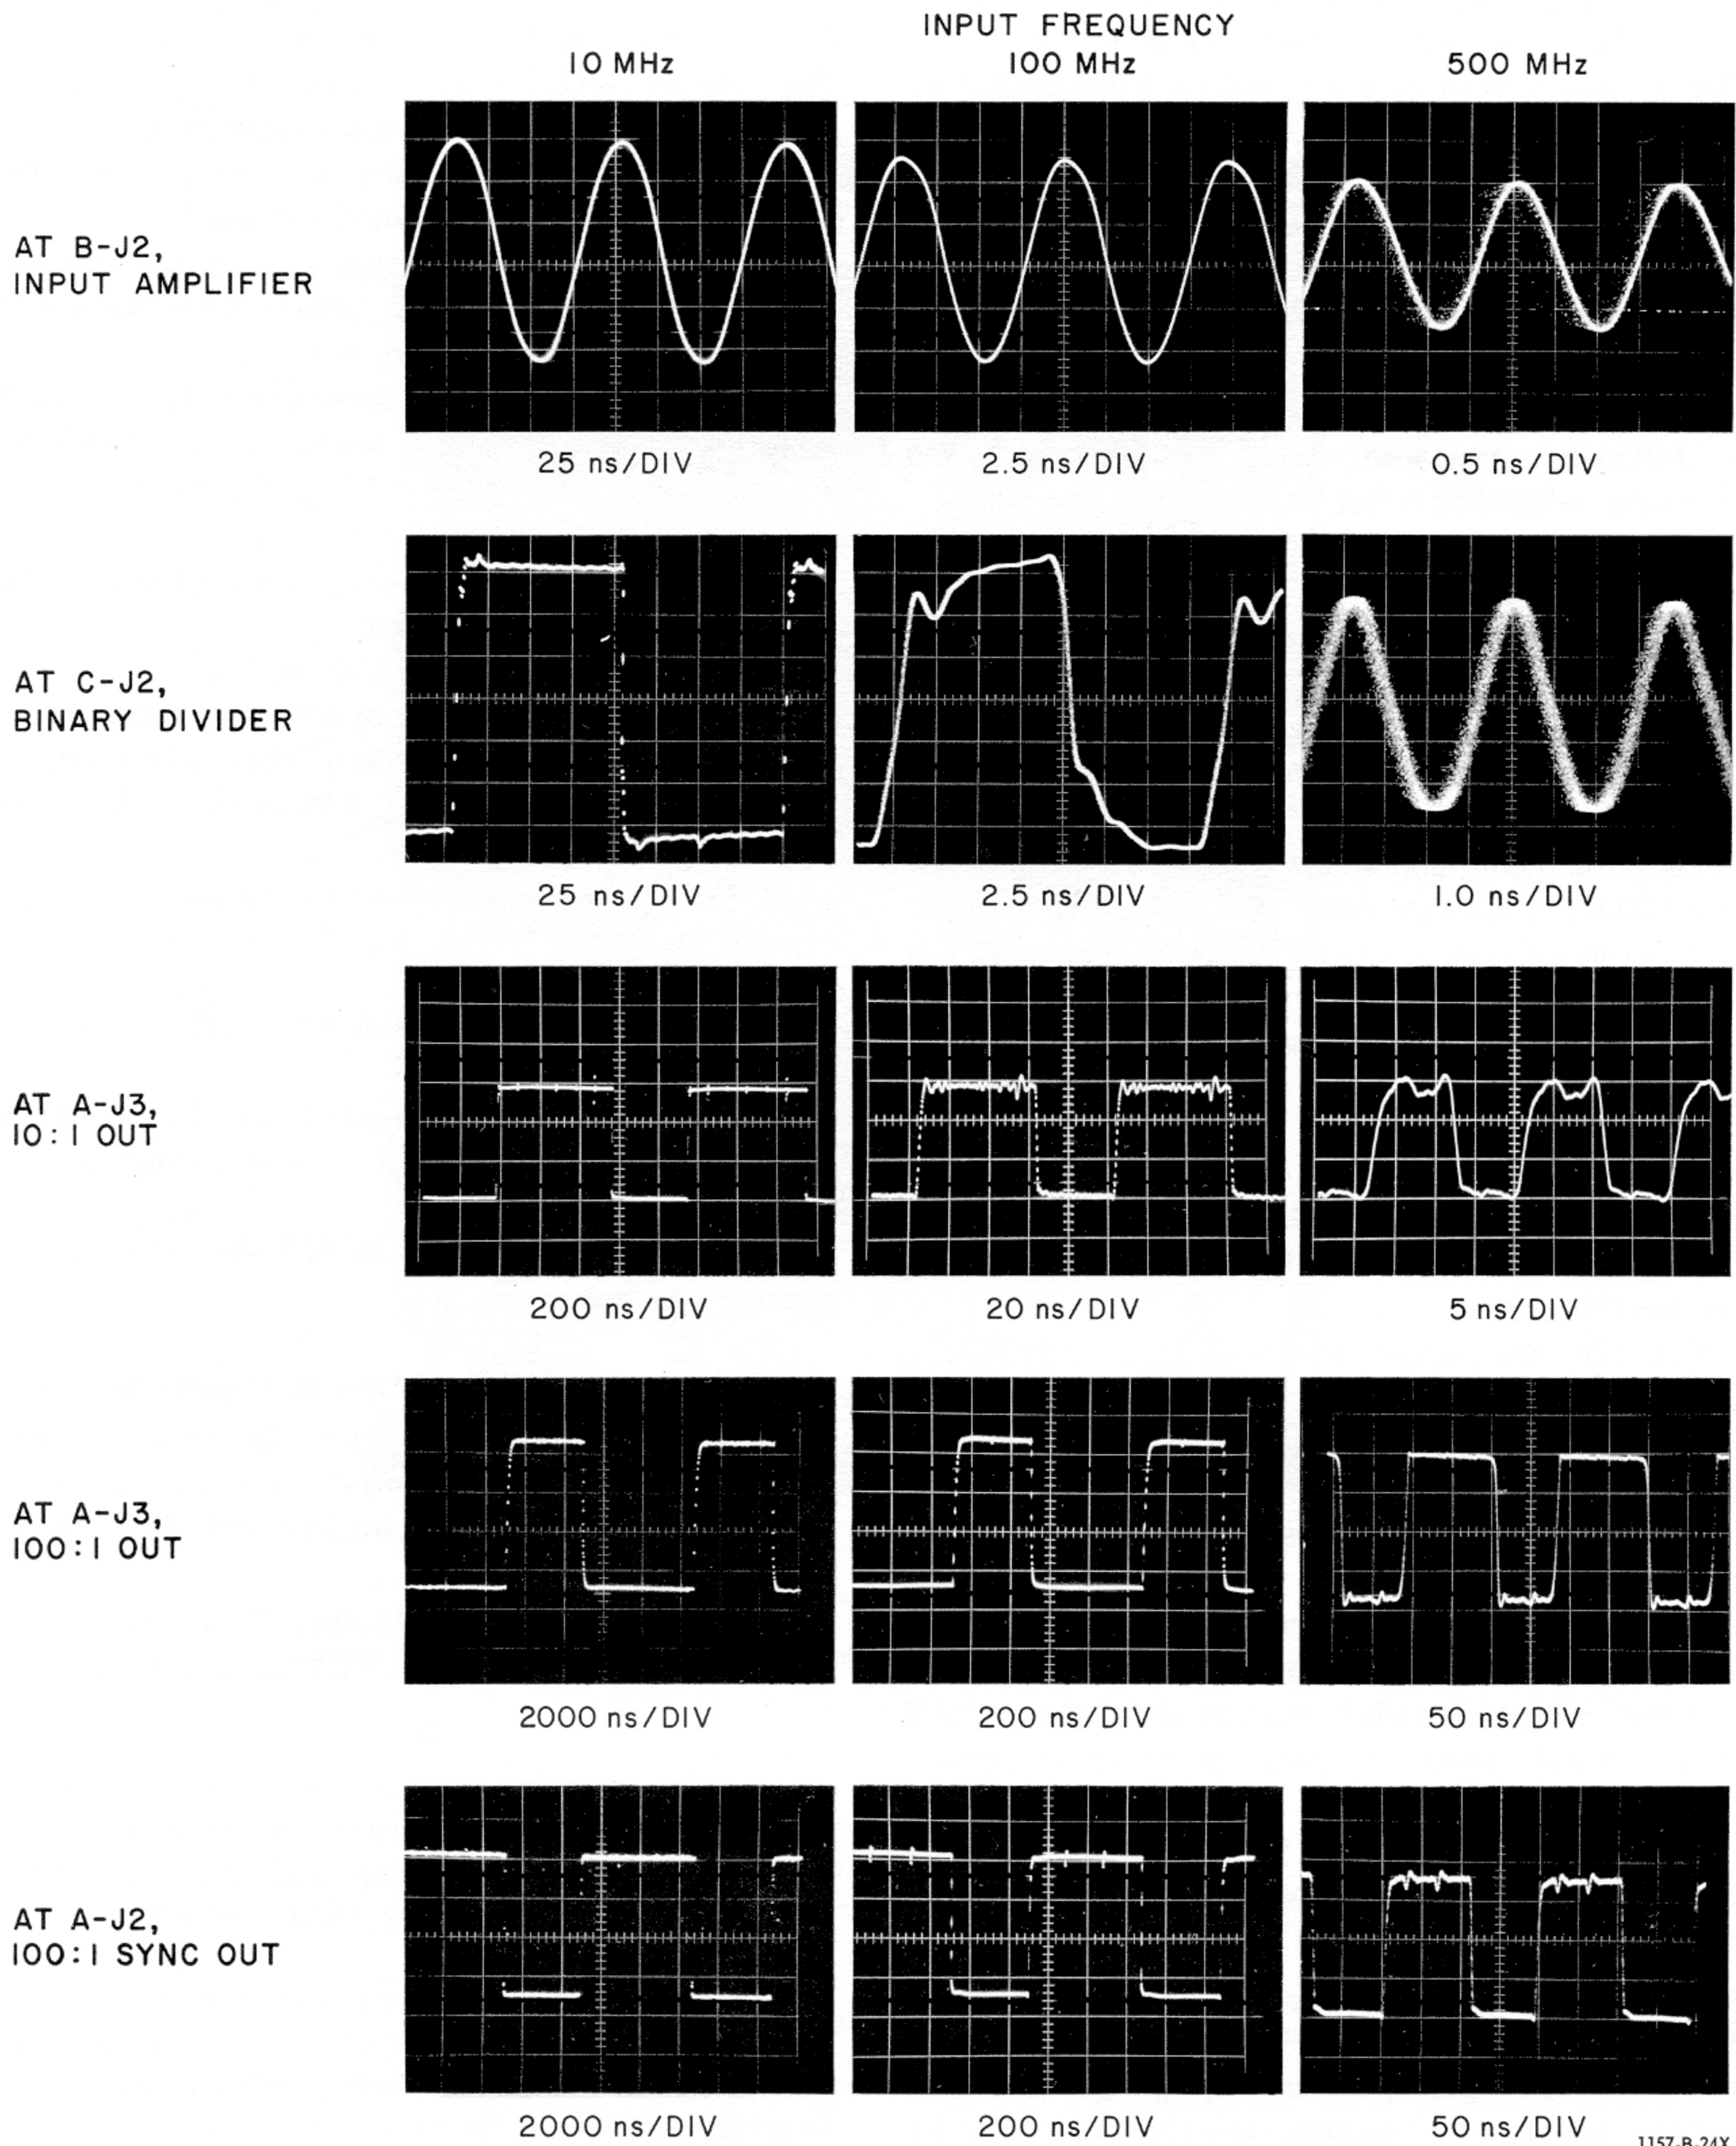 INPUT FREQUENCY
10 MHz 100 MHz 500 MHz
AT B-J2,
INPUT AMPLIFIER
25 ns/DIV 2.5 ns/DIV 0.5 ns/DIV
AT C-J2,
BINARY DIVIDER
25 ns/DIV 2.5 ns/DIV 1.0 ns/DIV
AT A-J3,
10:1 OUT
200 ns/DIV 20 ns/DIV 5 ns/DIV
AT A-J3,
100:1 OUT
2000 ns/DIV 200 ns/DIV 50 ns/DIV
AT A-J2,
100:1 SYNC OUT
2000 ns/DIV 200 ns/DIV 50 ns/DIV
1157-B-24X